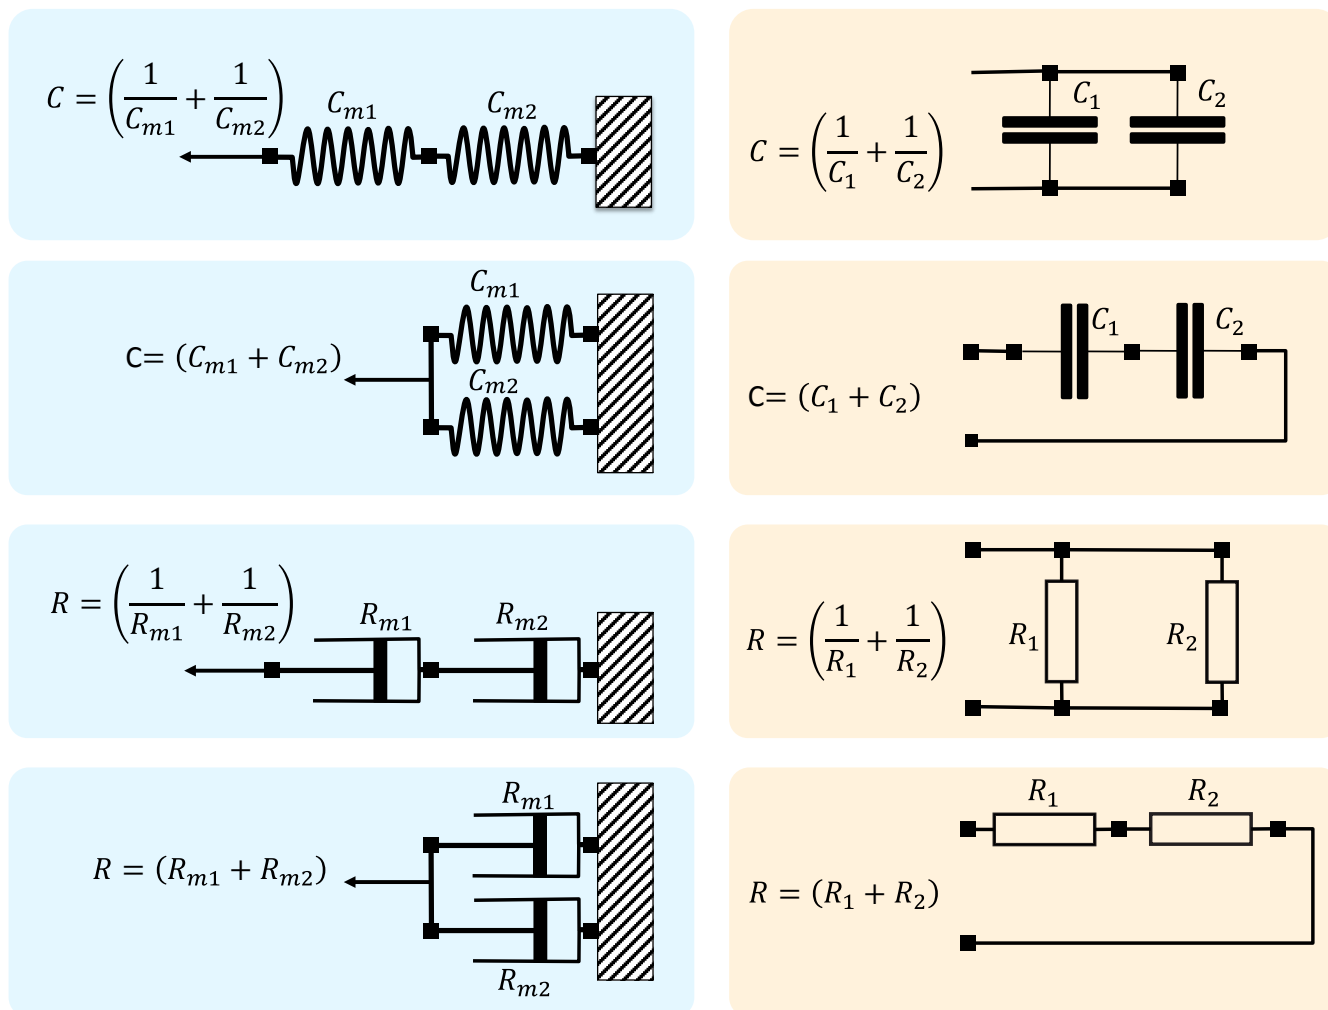 C = (1/C_m1 + 1/C_m2)
C_m1
C_m2
C = (1/C_1 + 1/C_2)
C_1
C_2
C_m1
C= (C_m1 + C_m2)
C_m2
C_1
C_2
C= (C_1 + C_2)
R = (1/R_m1 + 1/R_m2)
R_m1
R_m2
R = (1/R_1 + 1/R_2)
R_1
R_2
R_m1
R = (R_m1 + R_m2)
R_m2
R_1
R_2
R = (R_1 + R_2)